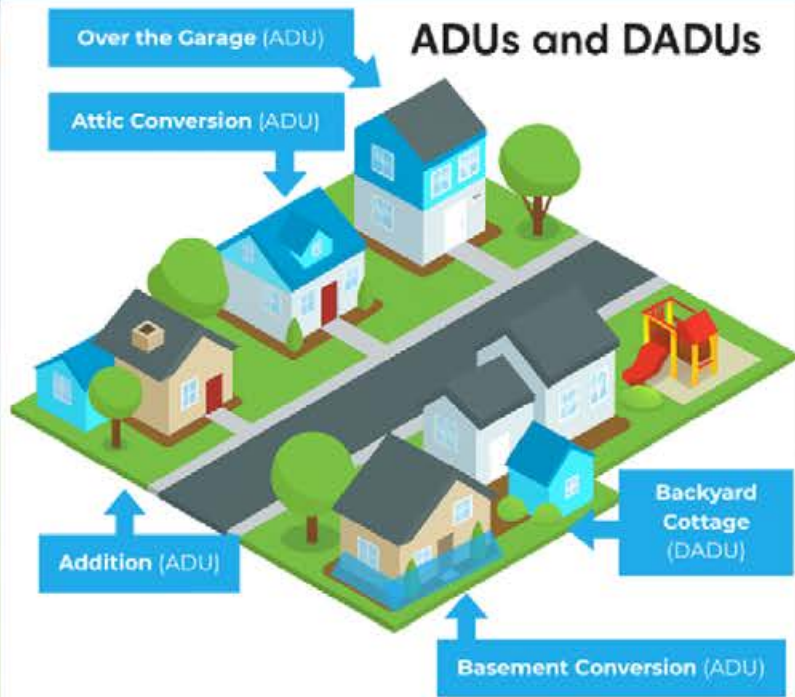 Over the Garage (ADU)
ADUs and DADUs
Attic Conversion (ADU)
Addition (ADU)
Backyard
Cottage
(DADU)
Basement Conversion (ADU)